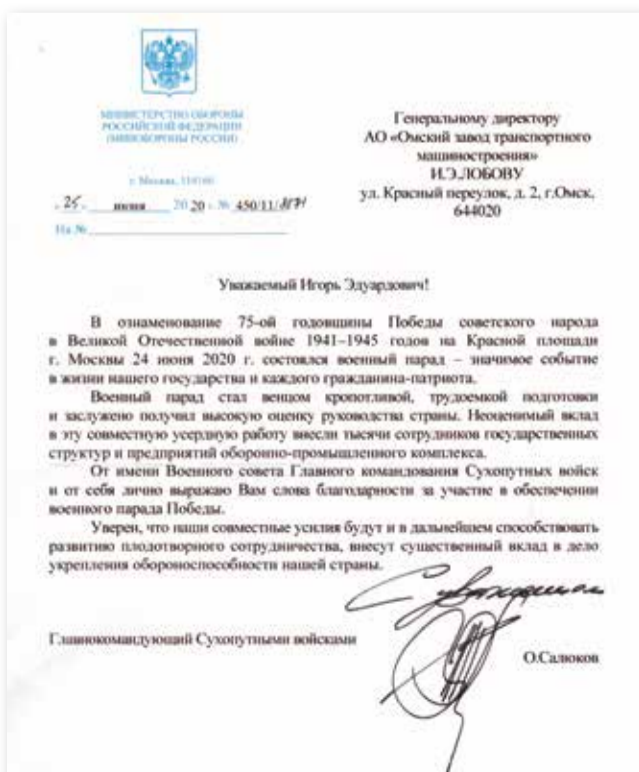 МИНИСТЕРСТВО ОБОРОНЫ
РОССИЙСКОЙ ФЕДЕРАЦИИ
(МИНОБОРОНЫ РОССИИ)
г. Москва, 119160
« 25 » июня 20 20 г. № 450/11/
На №
Генеральному директору
АО «Омский завод транспортного
машиностроения»
И.Э.ЛОБОВУ
ул. Красный переулок, д. 2, г.Омск,
644020
Уважаемый Игорь Эдуардович!
В ознаменование 75-ой годовщины Победы советского народа
в Великой Отечественной войне 1941–1945 годов на Красной площади
г. Москвы 24 июня 2020 г. состоялся военный парад – значимое событие
в жизни нашего государства и каждого гражданина-патриота.
Военный парад стал венцом кропотливой, трудоемкой подготовки
и заслужено получил высокую оценку руководства страны. Неоценимый вклад
в эту совместную усердную работу внесли тысячи сотрудников государственных
структур и предприятий оборонно-промышленного комплекса.
От имени Военного совета Главного командования Сухопутных войск
и от себя лично выражаю Вам слова благодарности за участие в обеспечении
военного парада Победы.
Уверен, что наши совместные усилия будут и в дальнейшем способствовать
развитию плодотворного сотрудничества, внесут существенный вклад в дело
укрепления обороноспособности нашей страны.
С уважением
Главнокомандующий Сухопутными войсками
О.Салюков